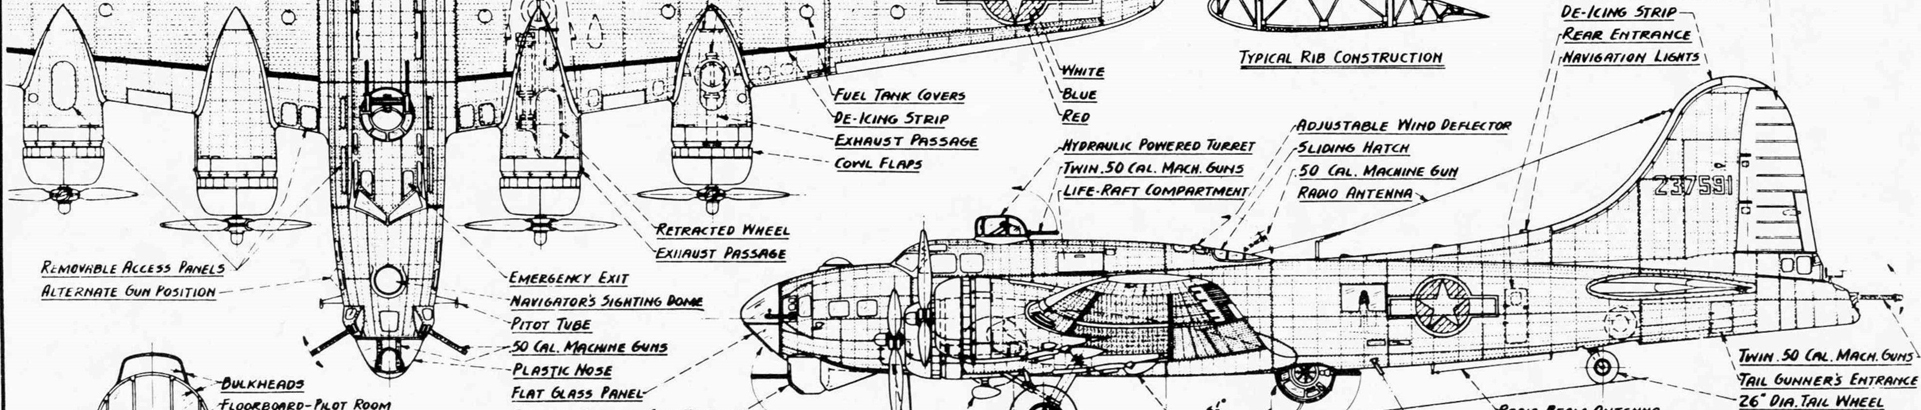 TYPICAL RIB CONSTRUCTION
DE-ICING STRIP
REAR ENTRANCE
NAVIGATION LIGHTS
WHITE
BLUE
RED
FUEL TANK COVERS
DE-ICING STRIP
EXHAUST PASSAGE
COWL FLAPS
HYDRAULIC POWERED TURRET
TWIN .50 CAL. MACH. GUNS
LIFE-RAFT COMPARTMENT
ADJUSTABLE WIND DEFLECTOR
SLIDING HATCH
.50 CAL. MACHINE GUN
RADIO ANTENNA
237591
RETRACTED WHEEL
EXHAUST PASSAGE
REMOVABLE ACCESS PANELS
ALTERNATE GUN POSITION
EMERGENCY EXIT
NAVIGATOR'S SIGHTING DOME
PITOT TUBE
.50 CAL. MACHINE GUNS
PLASTIC NOSE
FLAT GLASS PANEL
BULKHEADS
FLOORBOARD-PILOT ROOM
TWIN .50 CAL. MACH. GUNS
TAIL GUNNER'S ENTRANCE
26" DIA. TAIL WHEEL